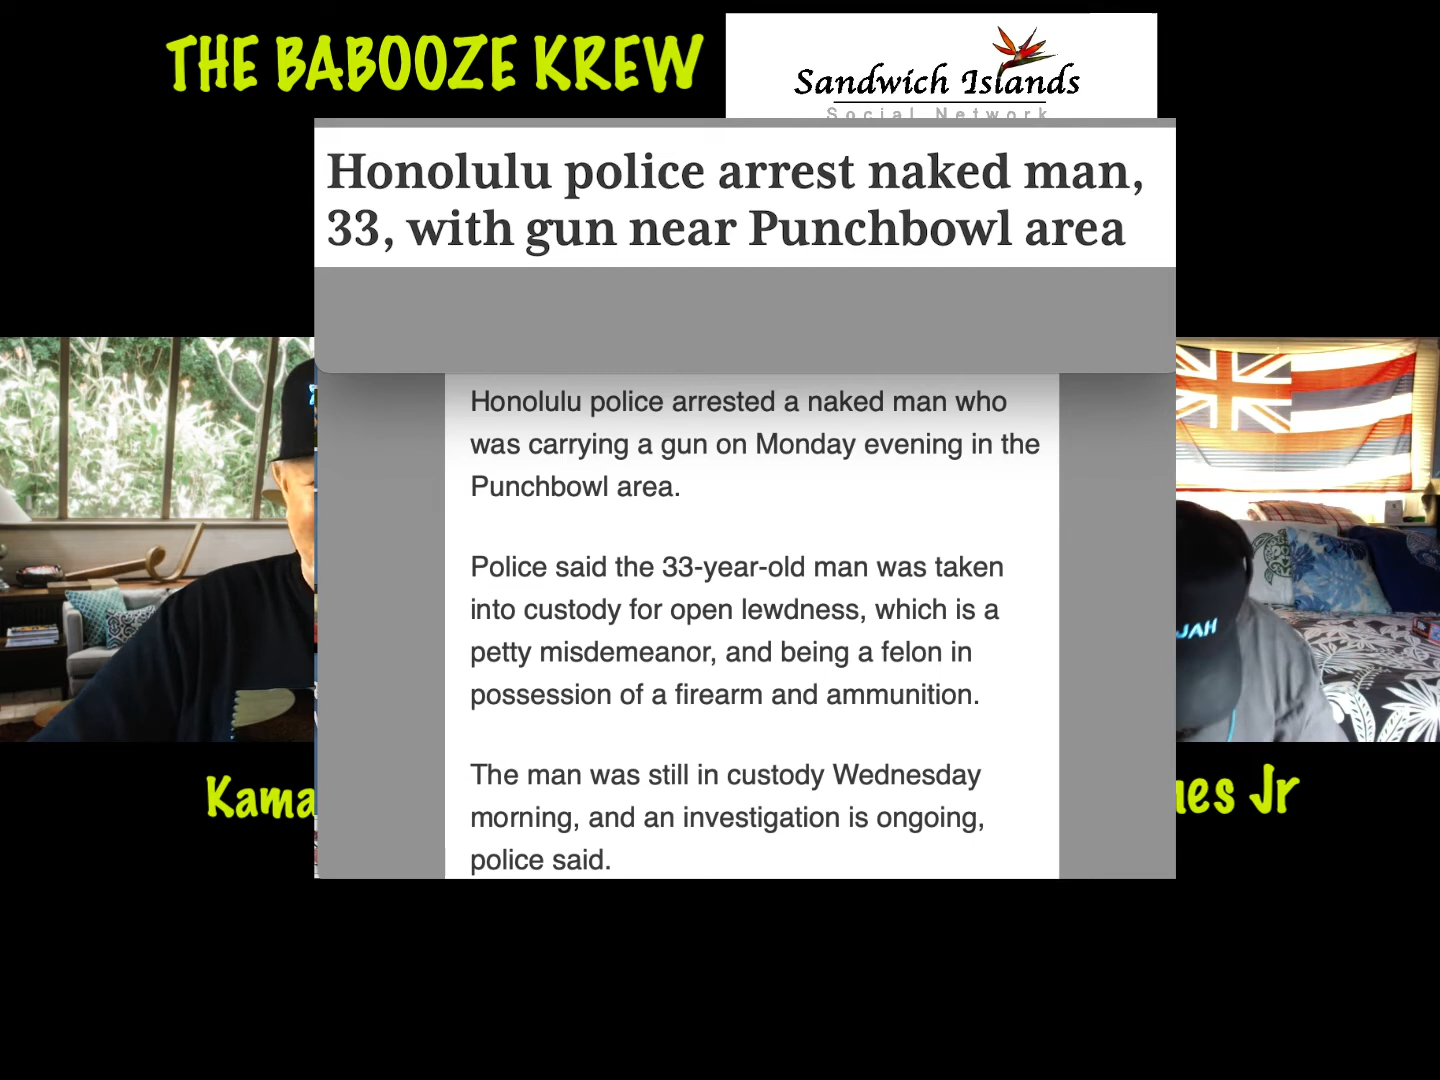 THE BABOOZE KREW
Sandwich Islands
Social Network
Honolulu police arrest naked man,
33, with gun near Punchbowl area
Honolulu police arrested a naked man who
was carrying a gun on Monday evening in the
Punchbowl area.
Police said the 33-year-old man was taken
into custody for open lewdness, which is a
petty misdemeanor, and being a felon in
possession of a firearm and ammunition.
The man was still in custody Wednesday
morning, and an investigation is ongoing,
police said.
JAH
Kama
Jr